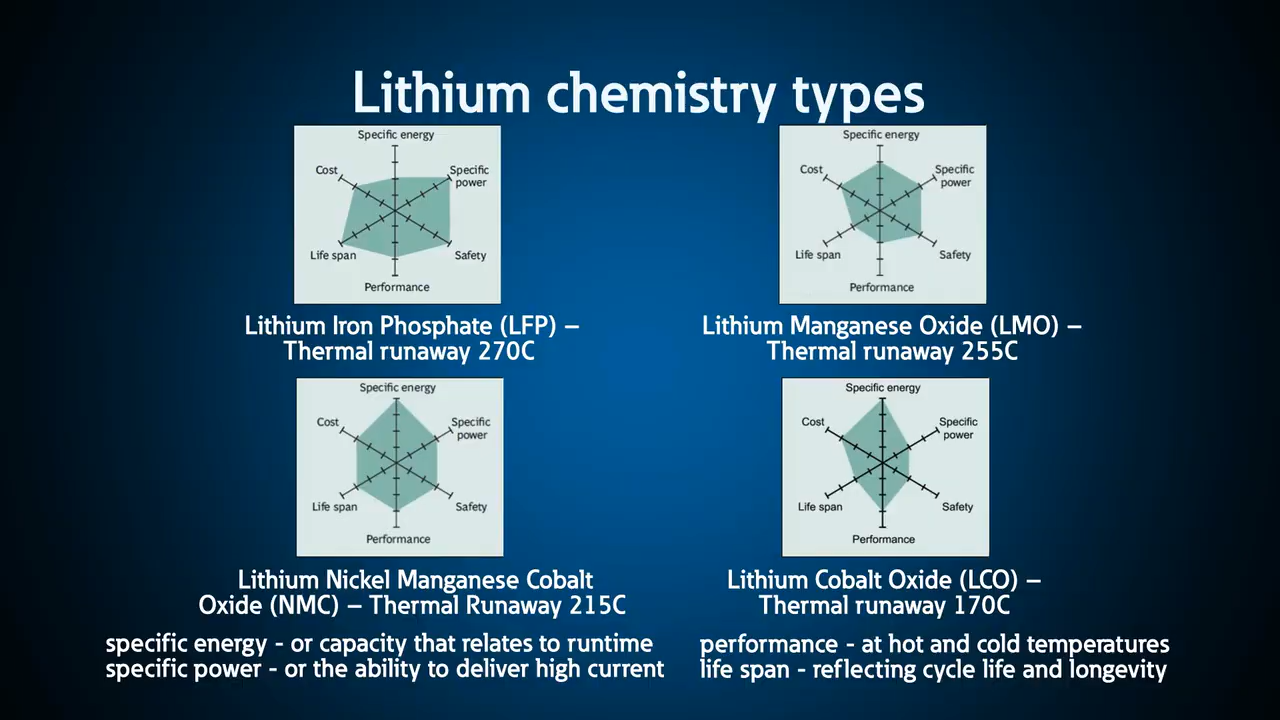 Lithium chemistry types
Specific energy
Cost
Specific
power
Life span
Safety
Performance
Lithium Iron Phosphate (LFP) –
Thermal runaway 270C
Specific energy
Cost
Specific
power
Life span
Safety
Performance
Lithium Manganese Oxide (LMO) –
Thermal runaway 255C
Specific energy
Cost
Specific
power
Life span
Safety
Performance
Lithium Nickel Manganese Cobalt
Oxide (NMC) – Thermal Runaway 215C
Specific energy
Cost
Specific
power
Life span
Safety
Performance
Lithium Cobalt Oxide (LCO) –
Thermal runaway 170C
specific energy - or capacity that relates to runtime
specific power - or the ability to deliver high current
performance - at hot and cold temperatures
life span - reflecting cycle life and longevity